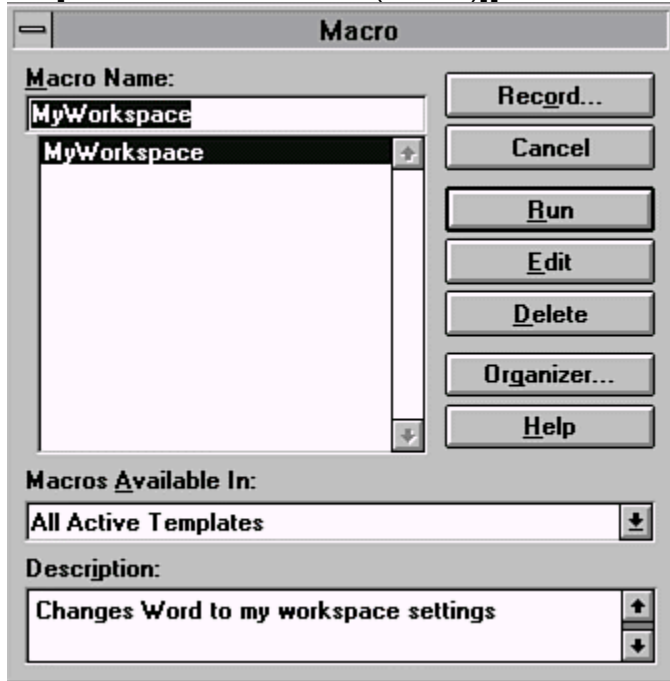 Macro
Macro Name:
MyWorkspace
MyWorkspace
Record...
Cancel
Run
Edit
Delete
Organizer...
Help
Macros Available In:
All Active Templates
Description:
Changes Word to my workspace settings